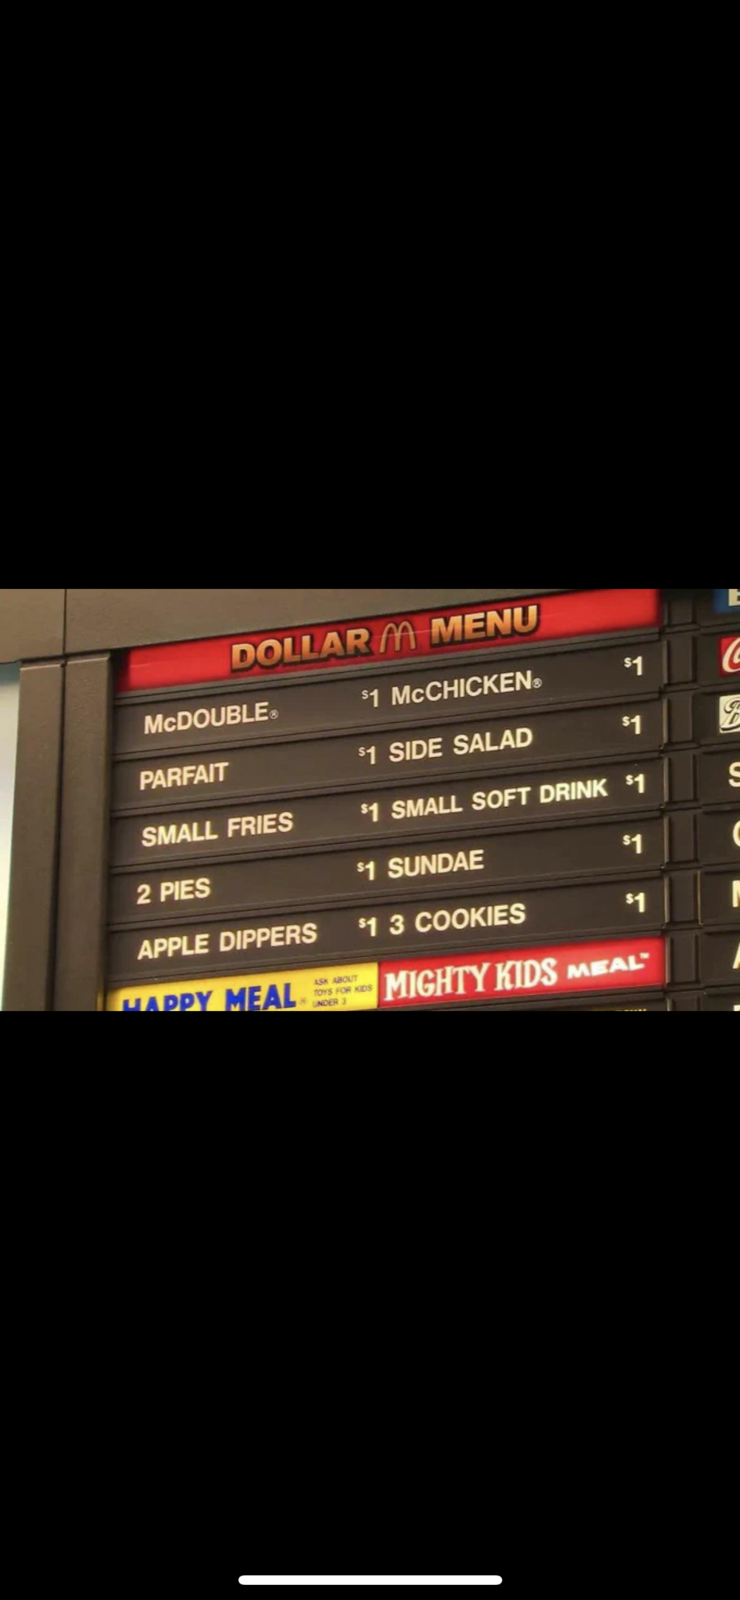 DOLLAR MENU
McDOUBLE® $1 McCHICKEN® $1
PARFAIT $1 SIDE SALAD $1
SMALL FRIES $1 SMALL SOFT DRINK $1
2 PIES $1 SUNDAE $1
APPLE DIPPERS $1 3 COOKIES $1
HAPPY MEAL® ASK ABOUT
TOYS FOR KIDS
UNDER 3
MIGHTY KIDS MEAL™